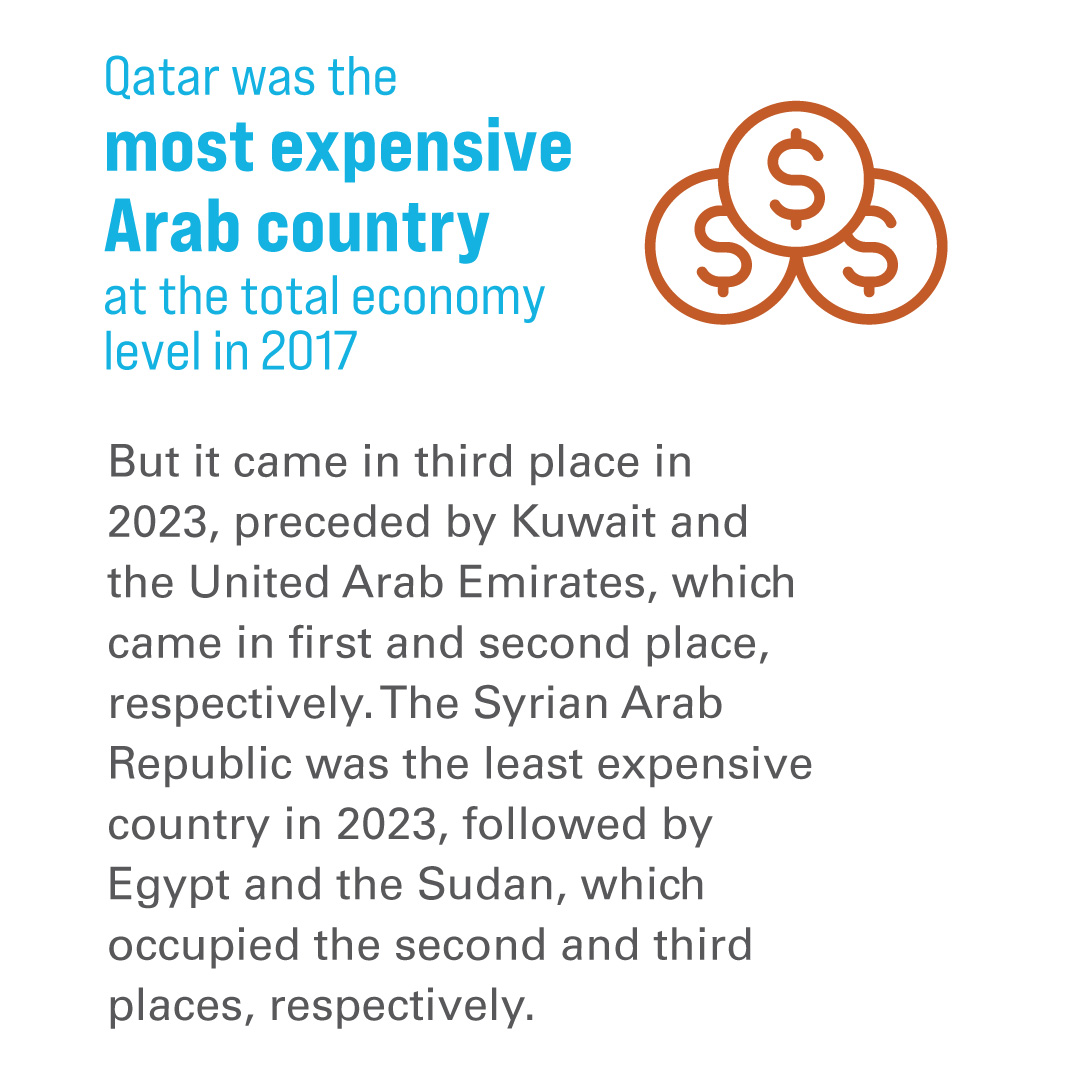 Qatar was the
most expensive
Arab country
at the total economy
level in 2017
$
$
$
But it came in third place in
2023, preceded by Kuwait and
the United Arab Emirates, which
came in first and second place,
respectively. The Syrian Arab
Republic was the least expensive
country in 2023, followed by
Egypt and the Sudan, which
occupied the second and third
places, respectively.